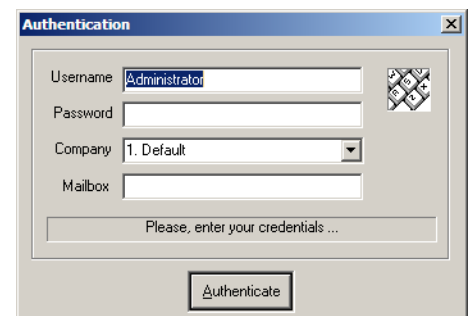 Authentication
Username Administrator
Password
Company 1. Default
Mailbox
Please, enter your credentials ...
Authenticate